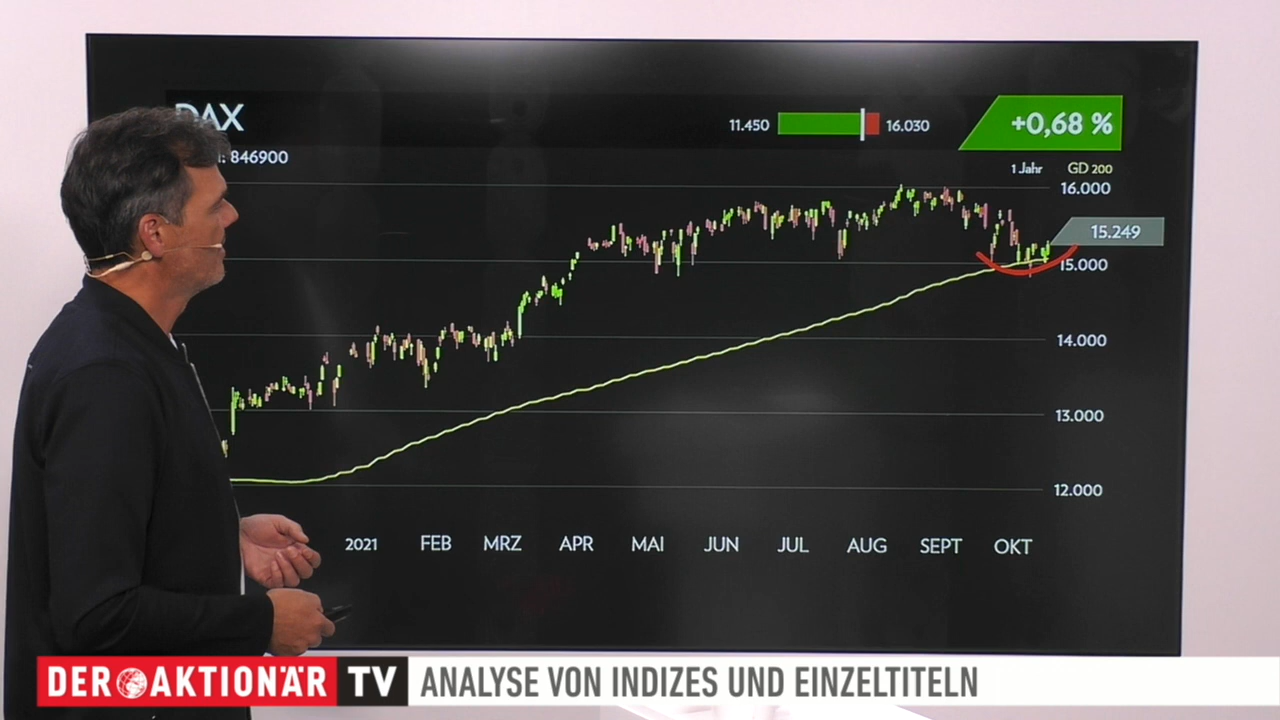 DAX
: 846900
11.450
16.030
+0,68 %
1 Jahr GD 200
16.000
15.249
15.000
14.000
13.000
12.000
2021 FEB MRZ APR MAI JUN JUL AUG SEPT OKT
DER AKTIONÄR TV ANALYSE VON INDIZES UND EINZELTITELN